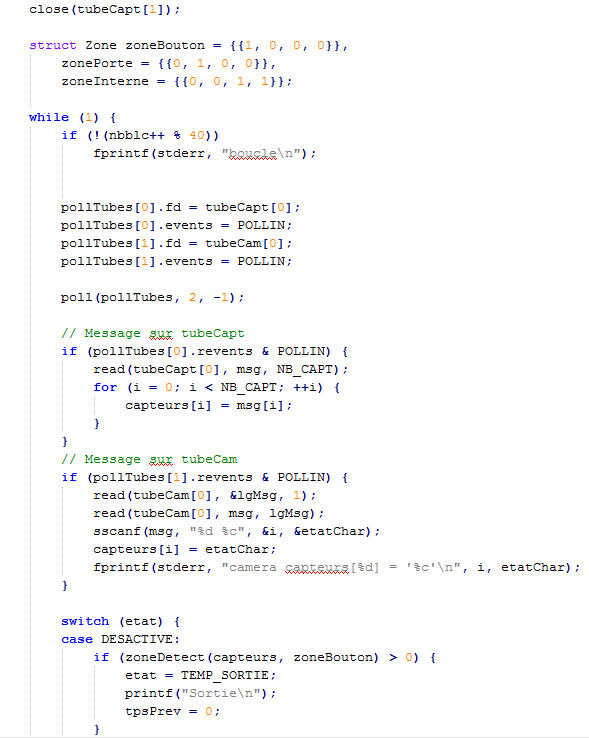 close(tubeCapt[1]);
struct Zone zoneBouton = {{1, 0, 0, 0}},
zonePorte = {{0, 1, 0, 0}},
zoneInterne = {{0, 0, 1, 1}};
while (1) {
if (!(nbblc++ % 40))
fprintf(stderr, "boucle\n");
pollTubes[0].fd = tubeCapt[0];
pollTubes[0].events = POLLIN;
pollTubes[1].fd = tubeCam[0];
pollTubes[1].events = POLLIN;
poll(pollTubes, 2, -1);
// Message sur tubeCapt
if (pollTubes[0].revents & POLLIN) {
read(tubeCapt[0], msg, NB_CAPT);
for (i = 0; i < NB_CAPT; ++i) {
capteurs[i] = msg[i];
}
}
// Message sur tubeCam
if (pollTubes[1].revents & POLLIN) {
read(tubeCam[0], &lgMsg, 1);
read(tubeCam[0], msg, lgMsg);
sscanf(msg, "%d %c", &i, &etatChar);
capteurs[i] = etatChar;
fprintf(stderr, "camera capteurs[%d] = '%c'\n", i, etatChar);
}
switch (etat) {
case DESACTIVE:
if (zoneDetect(capteurs, zoneBouton) > 0) {
etat = TEMP_SORTIE;
printf("Sortie\n");
tpsPrev = 0;
}